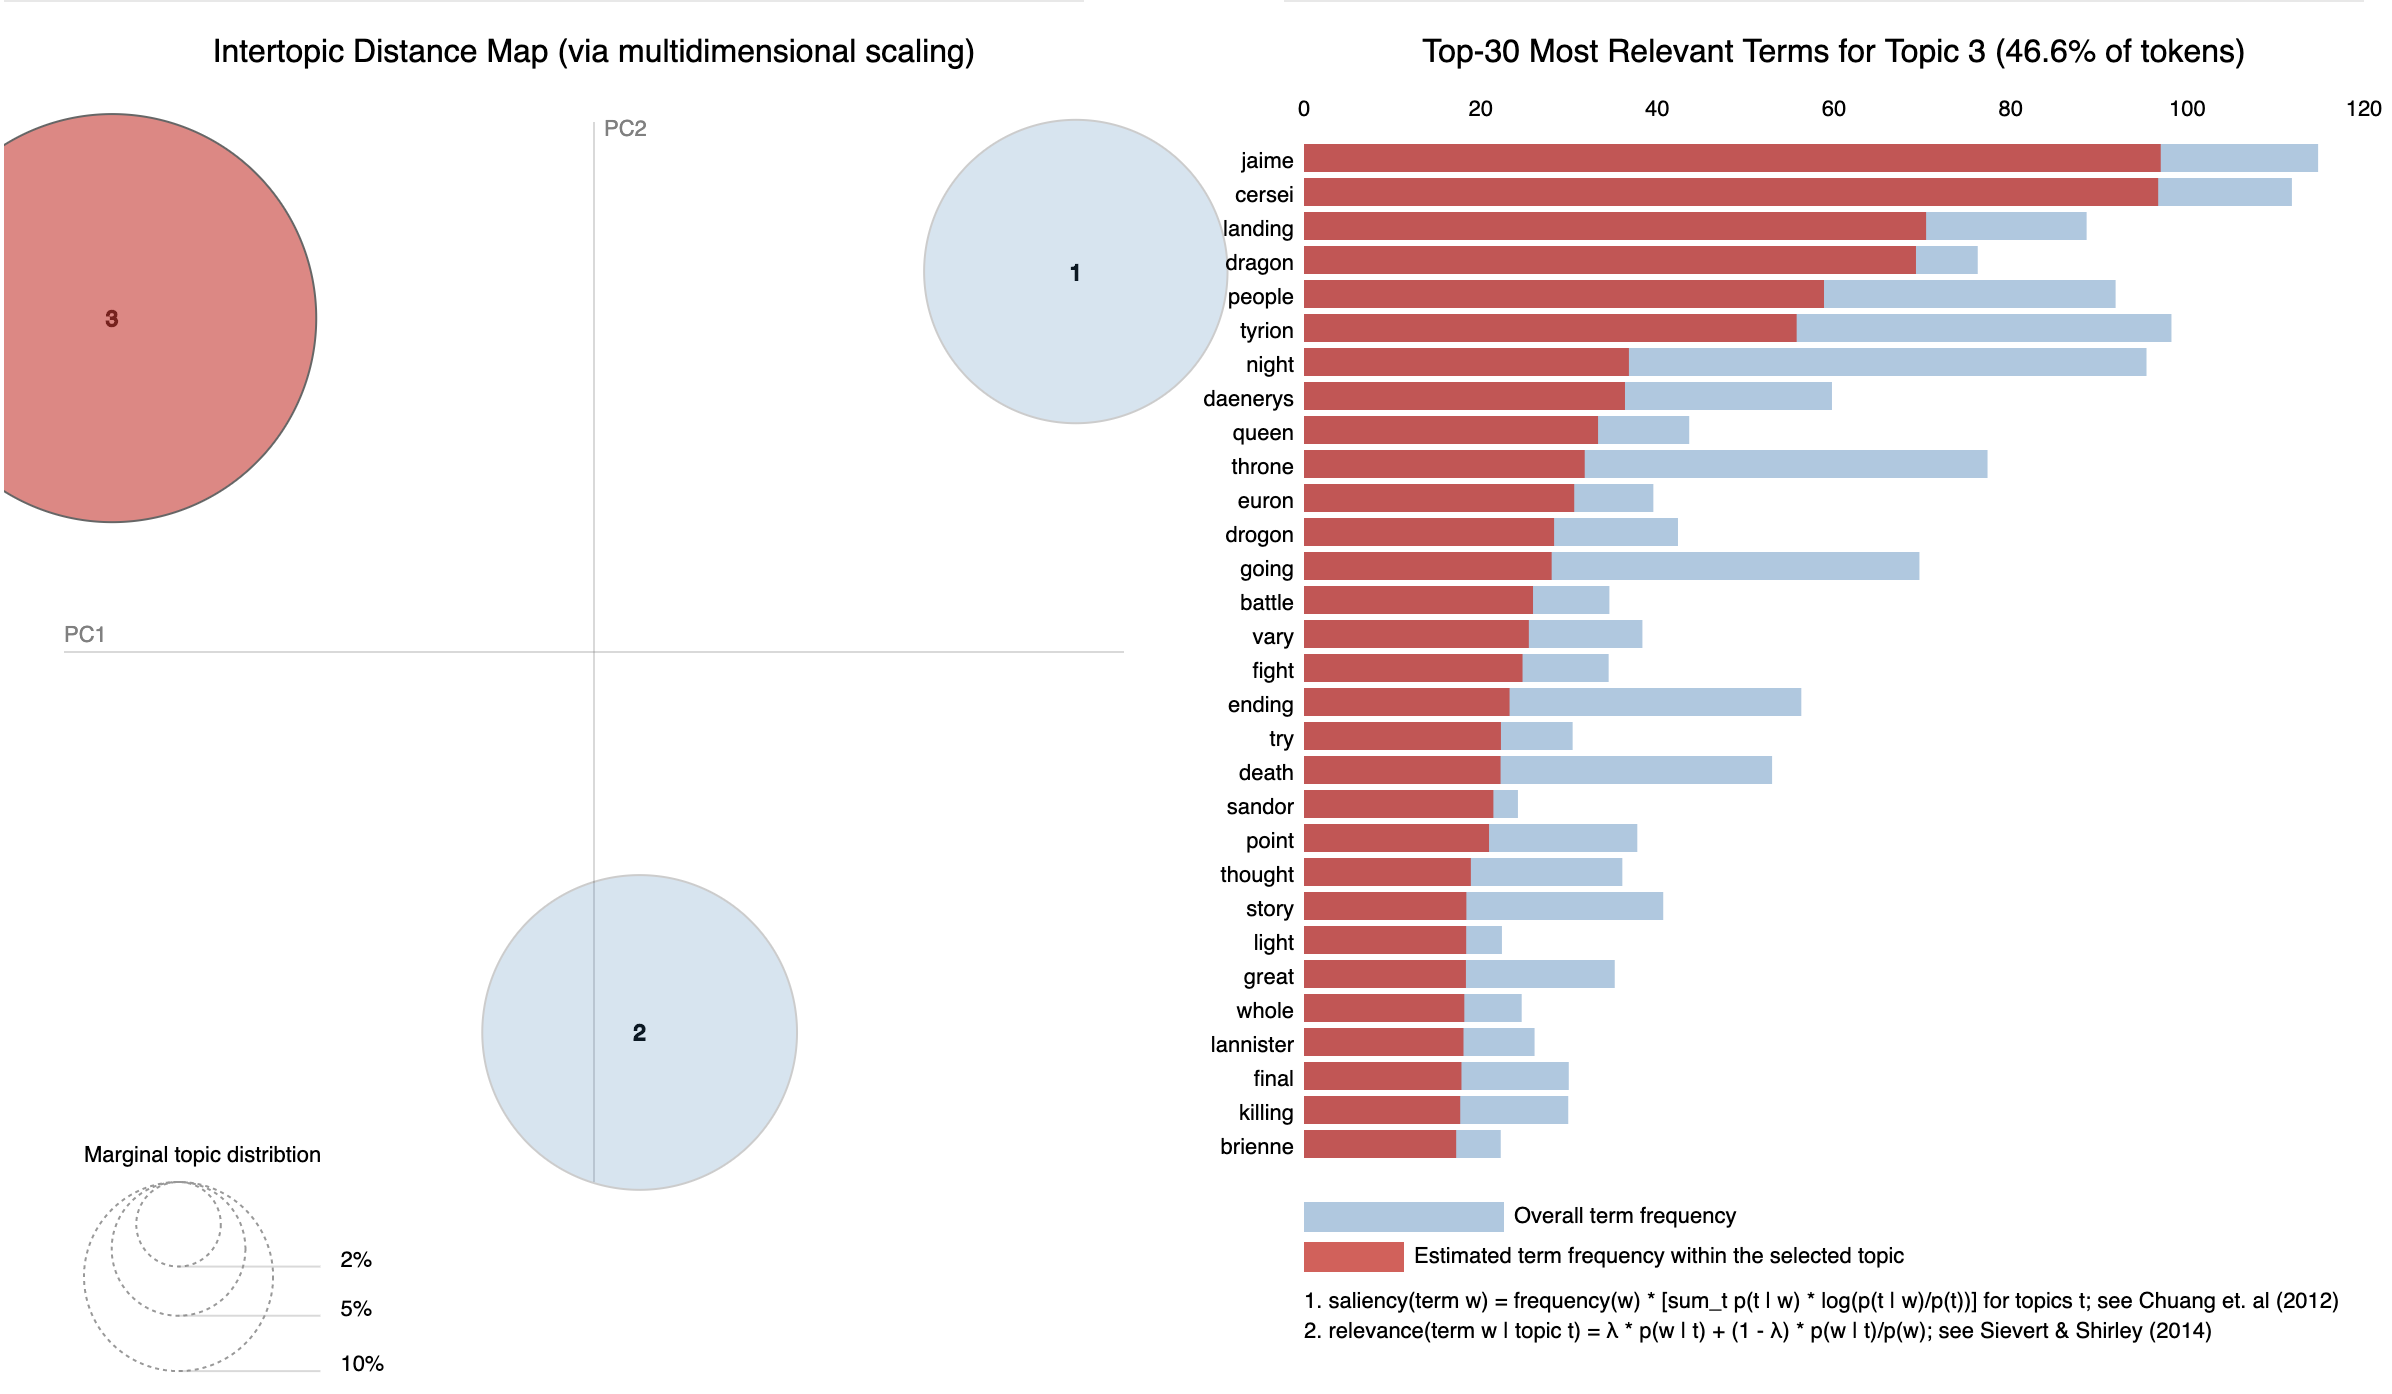 Intertopic Distance Map (via multidimensional scaling)
PC2
PC1
3
1
2
Marginal topic distribtion
2%
5%
10%
Top-30 Most Relevant Terms for Topic 3 (46.6% of tokens)
0 20 40 60 80 100 120
jaime
cersei
landing
dragon
people
tyrion
night
daenerys
queen
throne
euron
drogon
going
battle
vary
fight
ending
try
death
sandor
point
thought
story
light
great
whole
lannister
final
killing
brienne
Overall term frequency
Estimated term frequency within the selected topic
1. saliency(term w) = frequency(w) * [sum_t p(t | w) * log(p(t | w)/p(t))] for topics t; see Chuang et. al (2012)
2. relevance(term w | topic t) = λ * p(w | t) + (1 - λ) * p(w | t)/p(w); see Sievert & Shirley (2014)